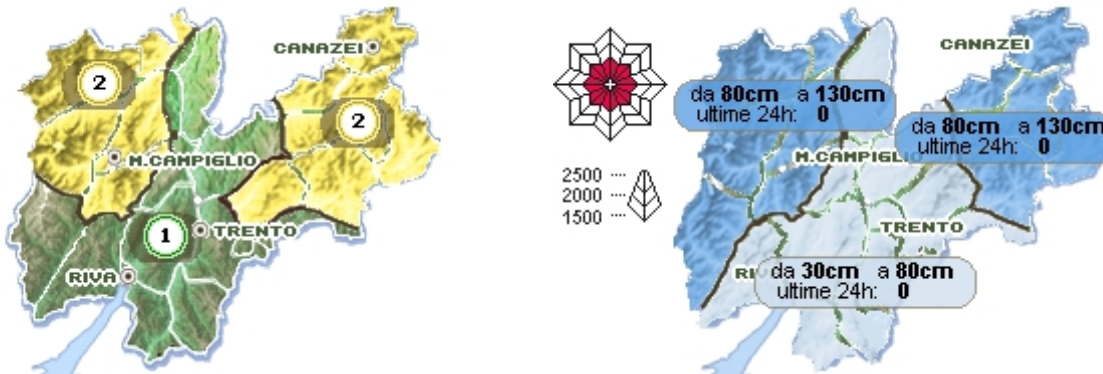 CANAZEI
2
2
M.CAMPIGLIO
1
TRENTO
RIVA
CANAZEI
da 80cm a 130cm
ultime 24h: 0
da 80cm a 130cm
ultime 24h: 0
M.CAMPIGLIO
2500
2000
1500
TRENTO
RI
da 30cm a 80cm
ultime 24h: 0